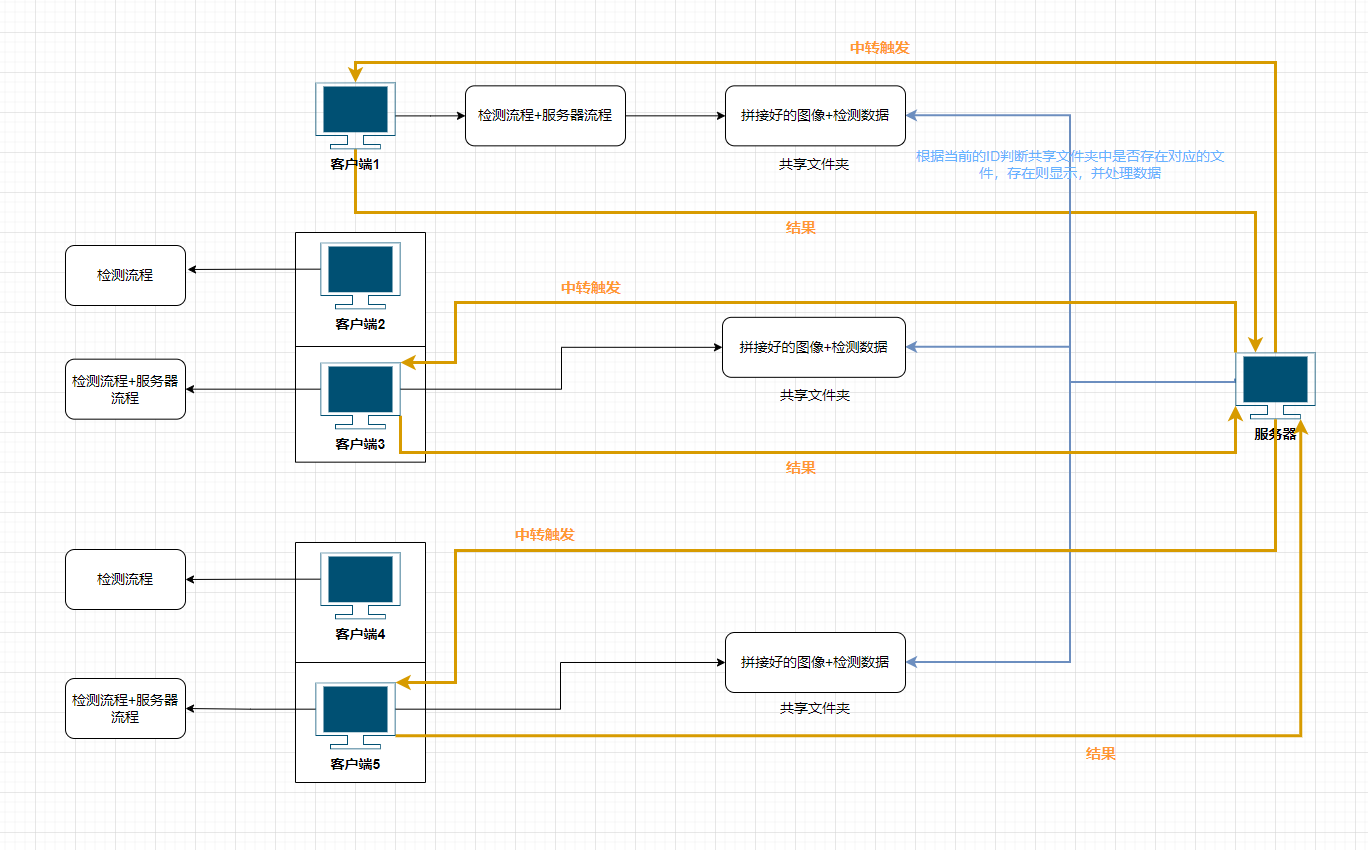 中转触发
检测流程+服务器流程
拼接好的图像+检测数据
客户端1
共享文件夹
根据当前的ID判断共享文件夹中是否存在对应的文
件，存在则显示，并处理数据
结果
检测流程
客户端2
中转触发
检测流程+服务器
流程
客户端3
拼接好的图像+检测数据
共享文件夹
服务器
结果
中转触发
检测流程
客户端4
检测流程+服务器
流程
客户端5
拼接好的图像+检测数据
共享文件夹
结果